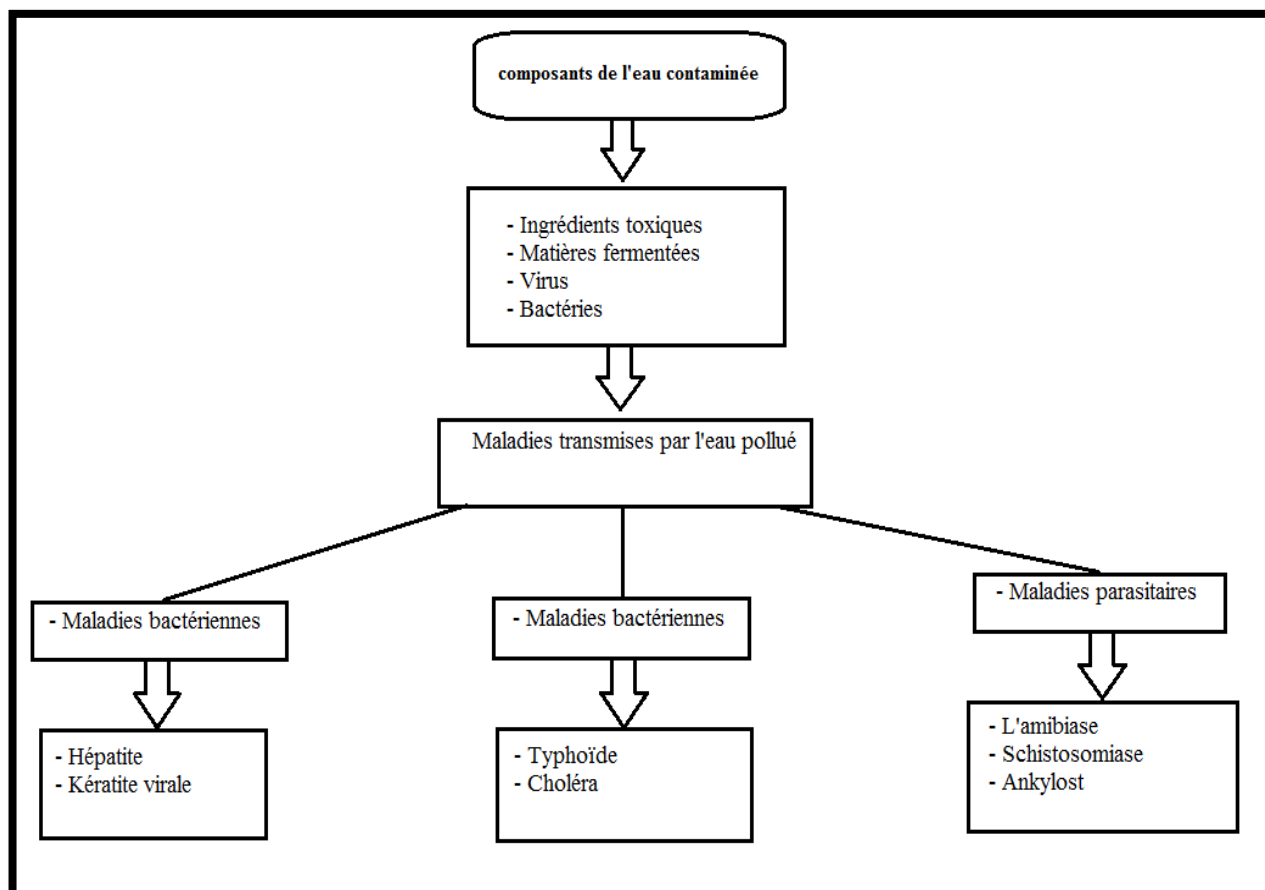 composants de l'eau contaminée
- Ingrédients toxiques
- Matières fermentées
- Virus
- Bactéries
Maladies transmises par l'eau pollué
- Maladies bactériennes
- Hépatite
- Kératite virale
- Maladies bactériennes
- Typhoïde
- Choléra
- Maladies parasitaires
- L'amibiase
- Schistosomiase
- Ankylost